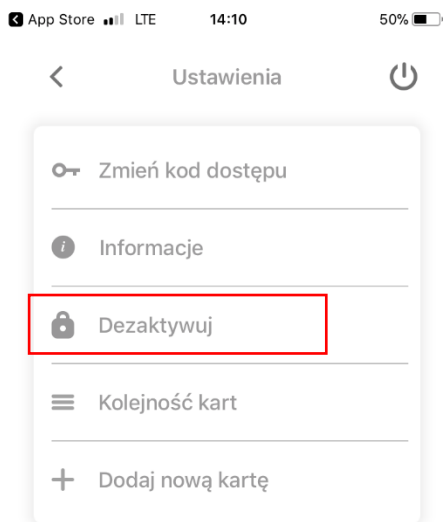 App Store LTE 14:10 50%
Ustawienia
Zmień kod dostępu
Informacje
Dezaktywuj
Kolejność kart
Dodaj nową kartę